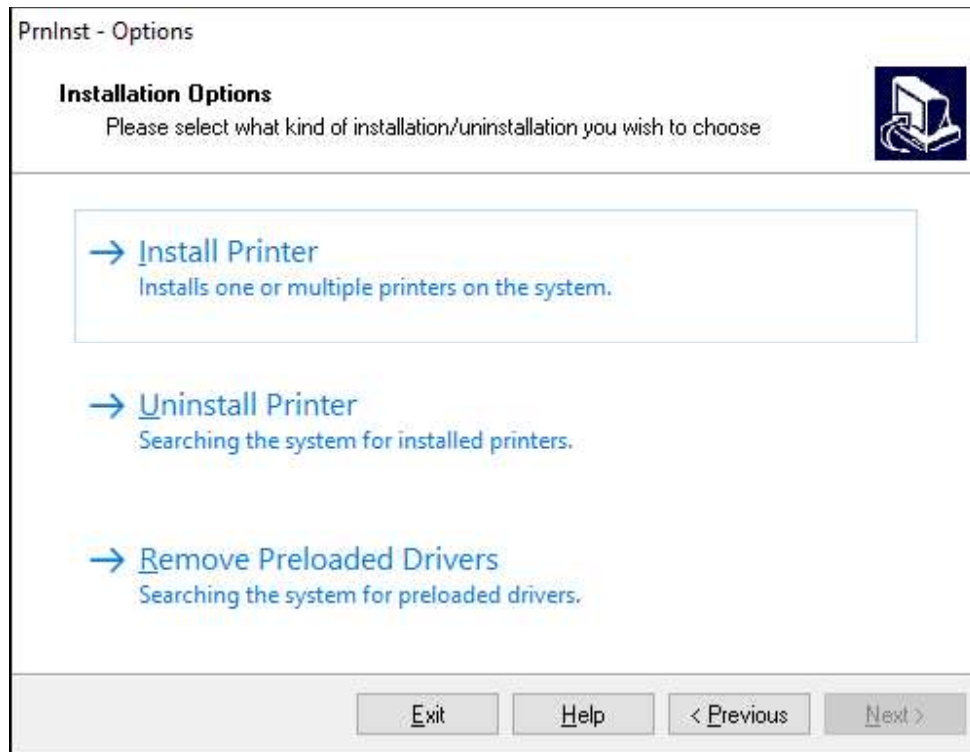 PrnInst - Options
Installation Options
Please select what kind of installation/uninstallation you wish to choose
Install Printer
Installs one or multiple printers on the system.
Uninstall Printer
Searching the system for installed printers.
Remove Preloaded Drivers
Searching the system for preloaded drivers.
Exit Help < Previous Next >